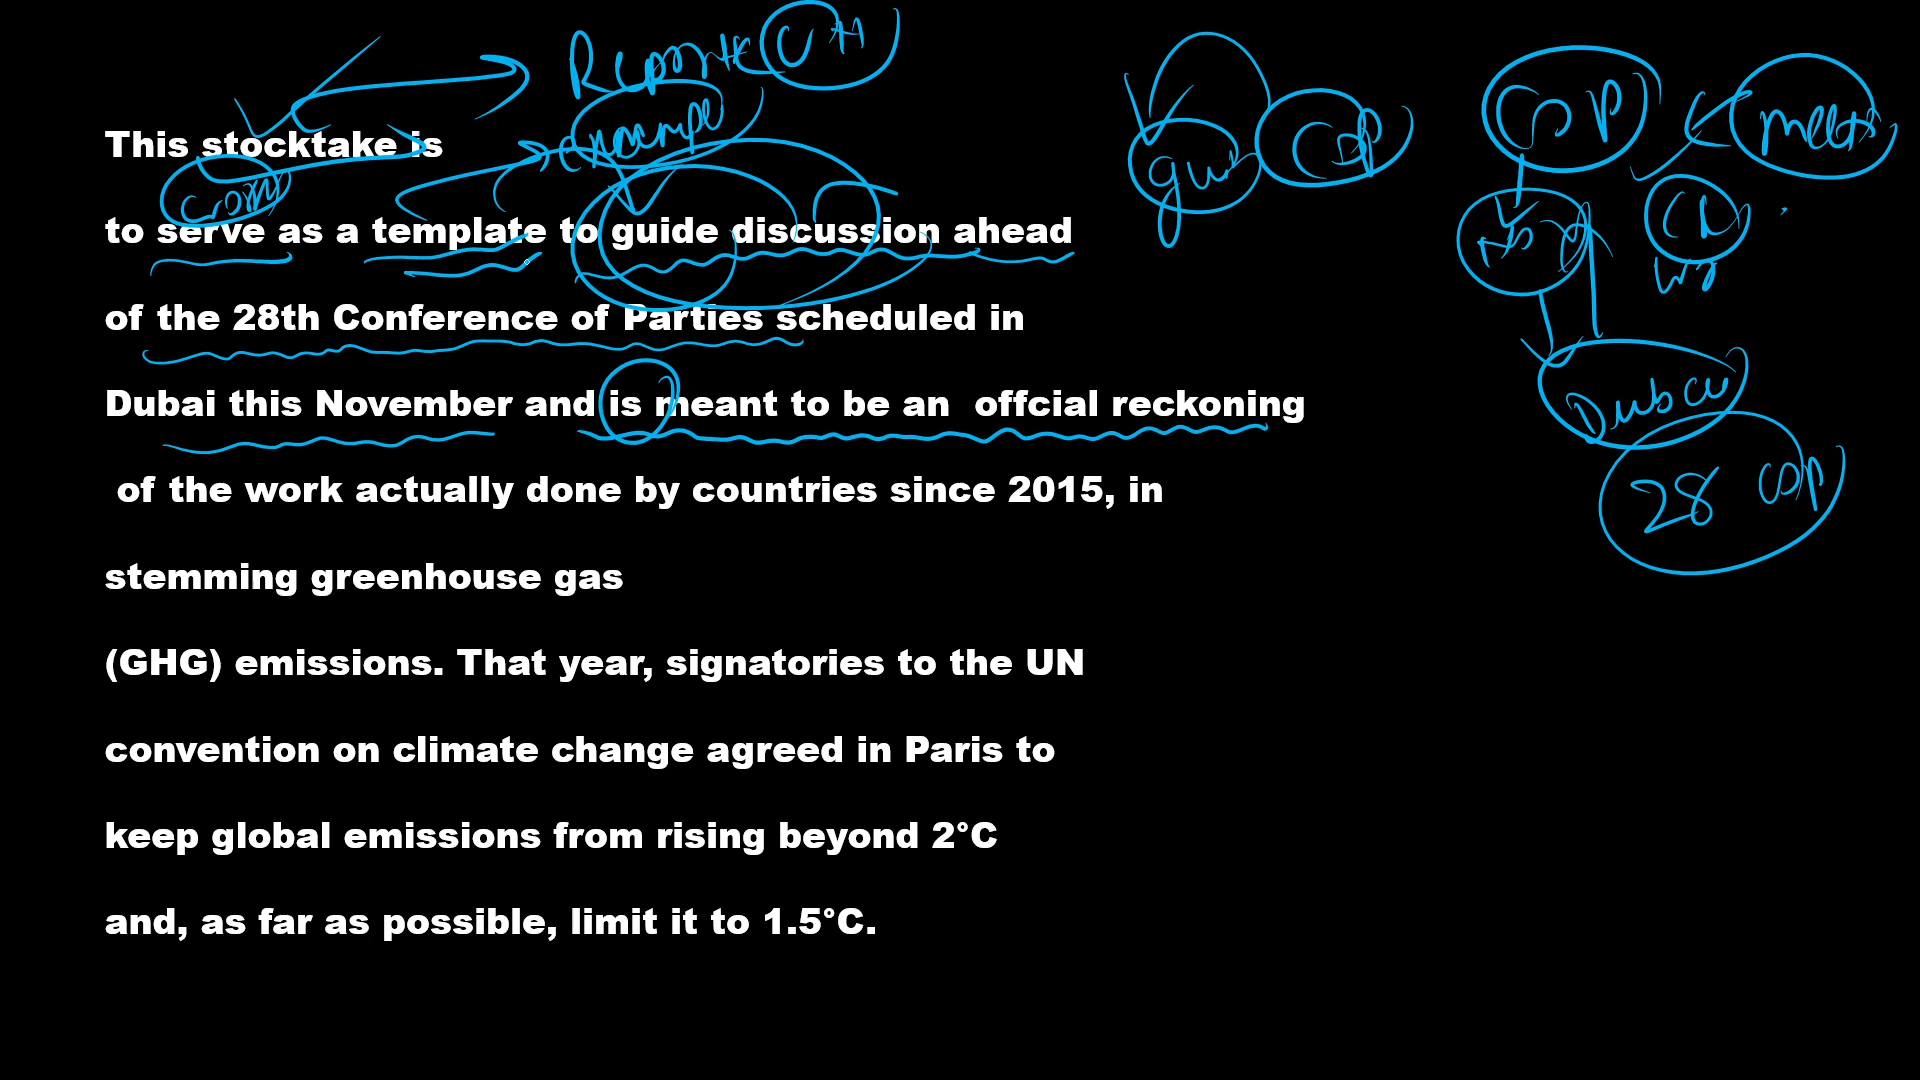 This stocktake is
to serve as a template to guide discussion ahead
of the 28th Conference of Parties scheduled in
Dubai this November and is meant to be an  offcial reckoning
of the work actually done by countries since 2015, in
stemming greenhouse gas
(GHG) emissions. That year, signatories to the UN
convention on climate change agreed in Paris to
keep global emissions from rising beyond 2°C
and, as far as possible, limit it to 1.5°C.
COP
Dubai
28 COP